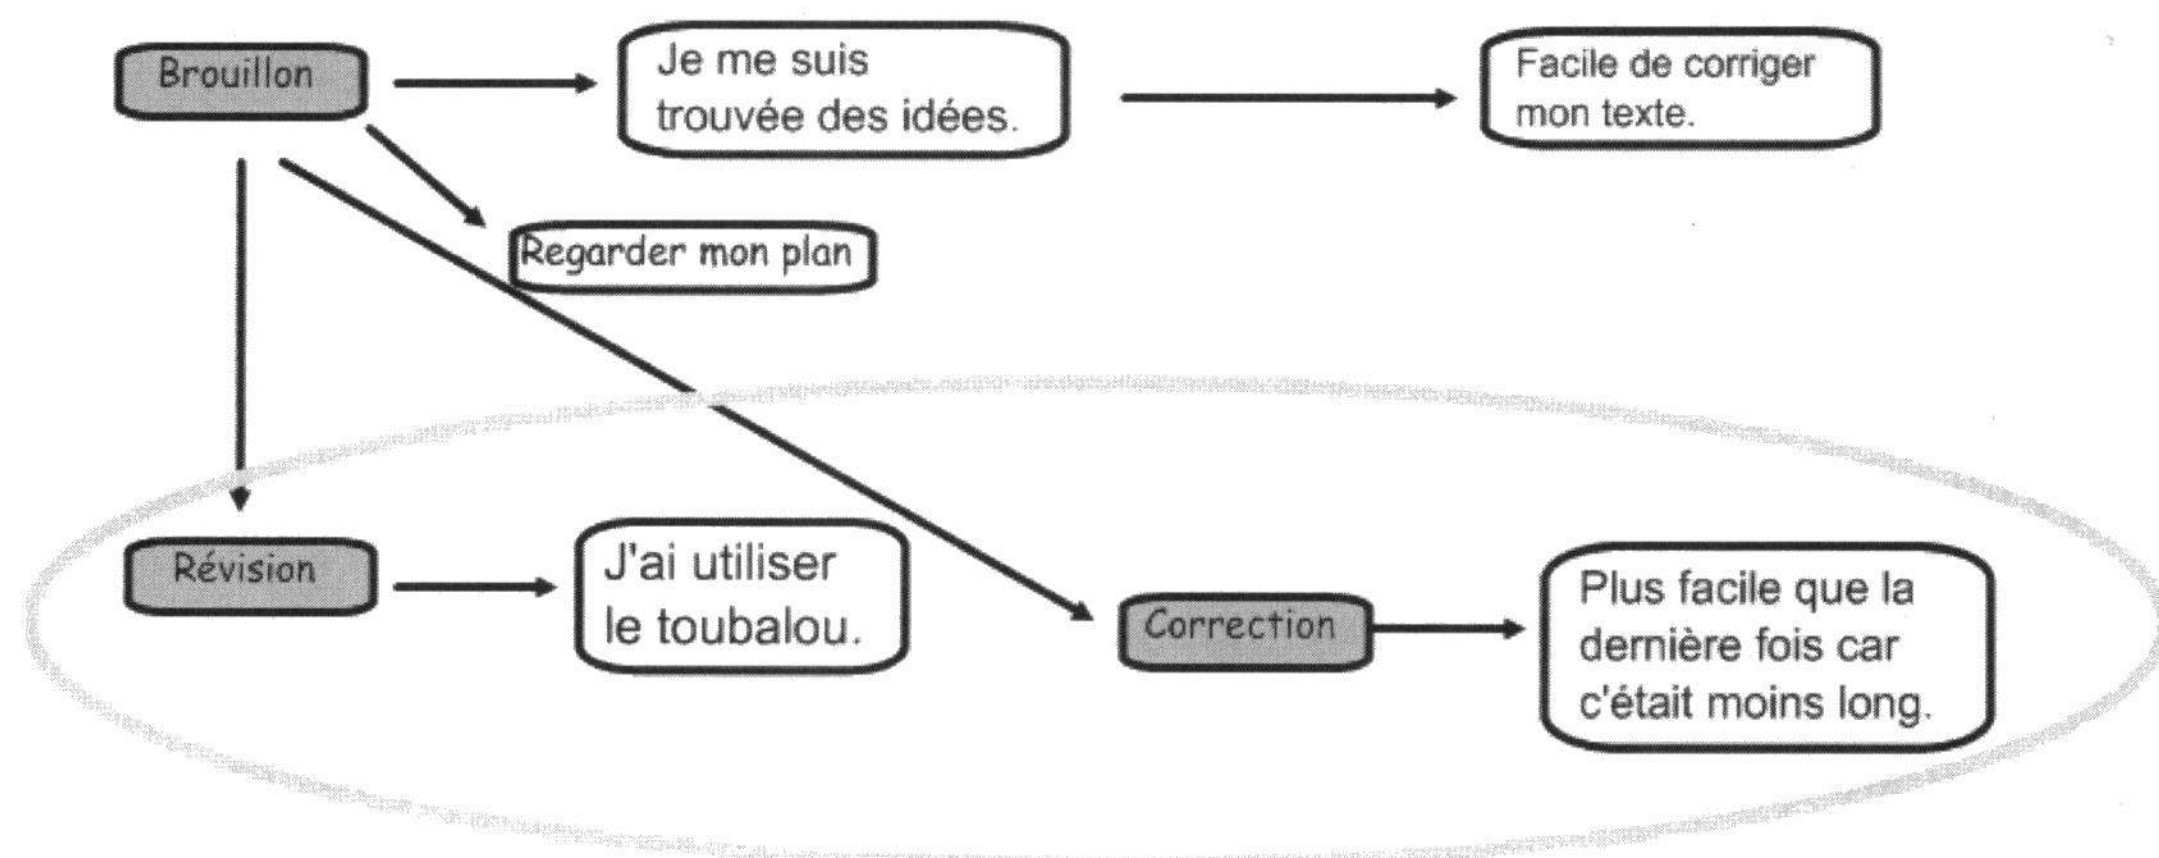 Brouillon
Je me suis
trouvée des idées.
Facile de corriger
mon texte.
Regarder mon plan
Révision
J'ai utiliser
le toubalou.
Correction
Plus facile que la
dernière fois car
c'était moins long.